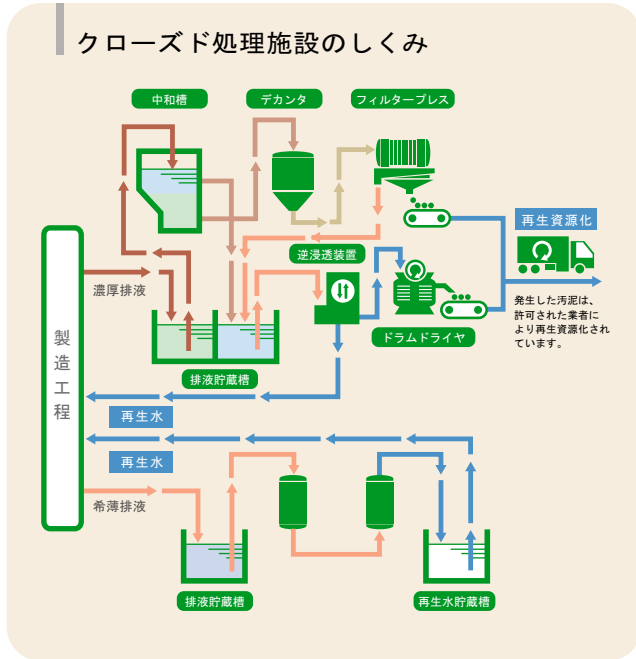 クローズド処理施設のしくみ
中和槽
デカンタ
フィルタープレス
再生資源化
逆浸透装置
濃厚排液
発生した汚泥は、
許可された業者に
より再生資源化され
ています。
ドラムドライヤ
製造工程
排液貯蔵槽
再生水
再生水
希薄排液
排液貯蔵槽
再生水貯蔵槽